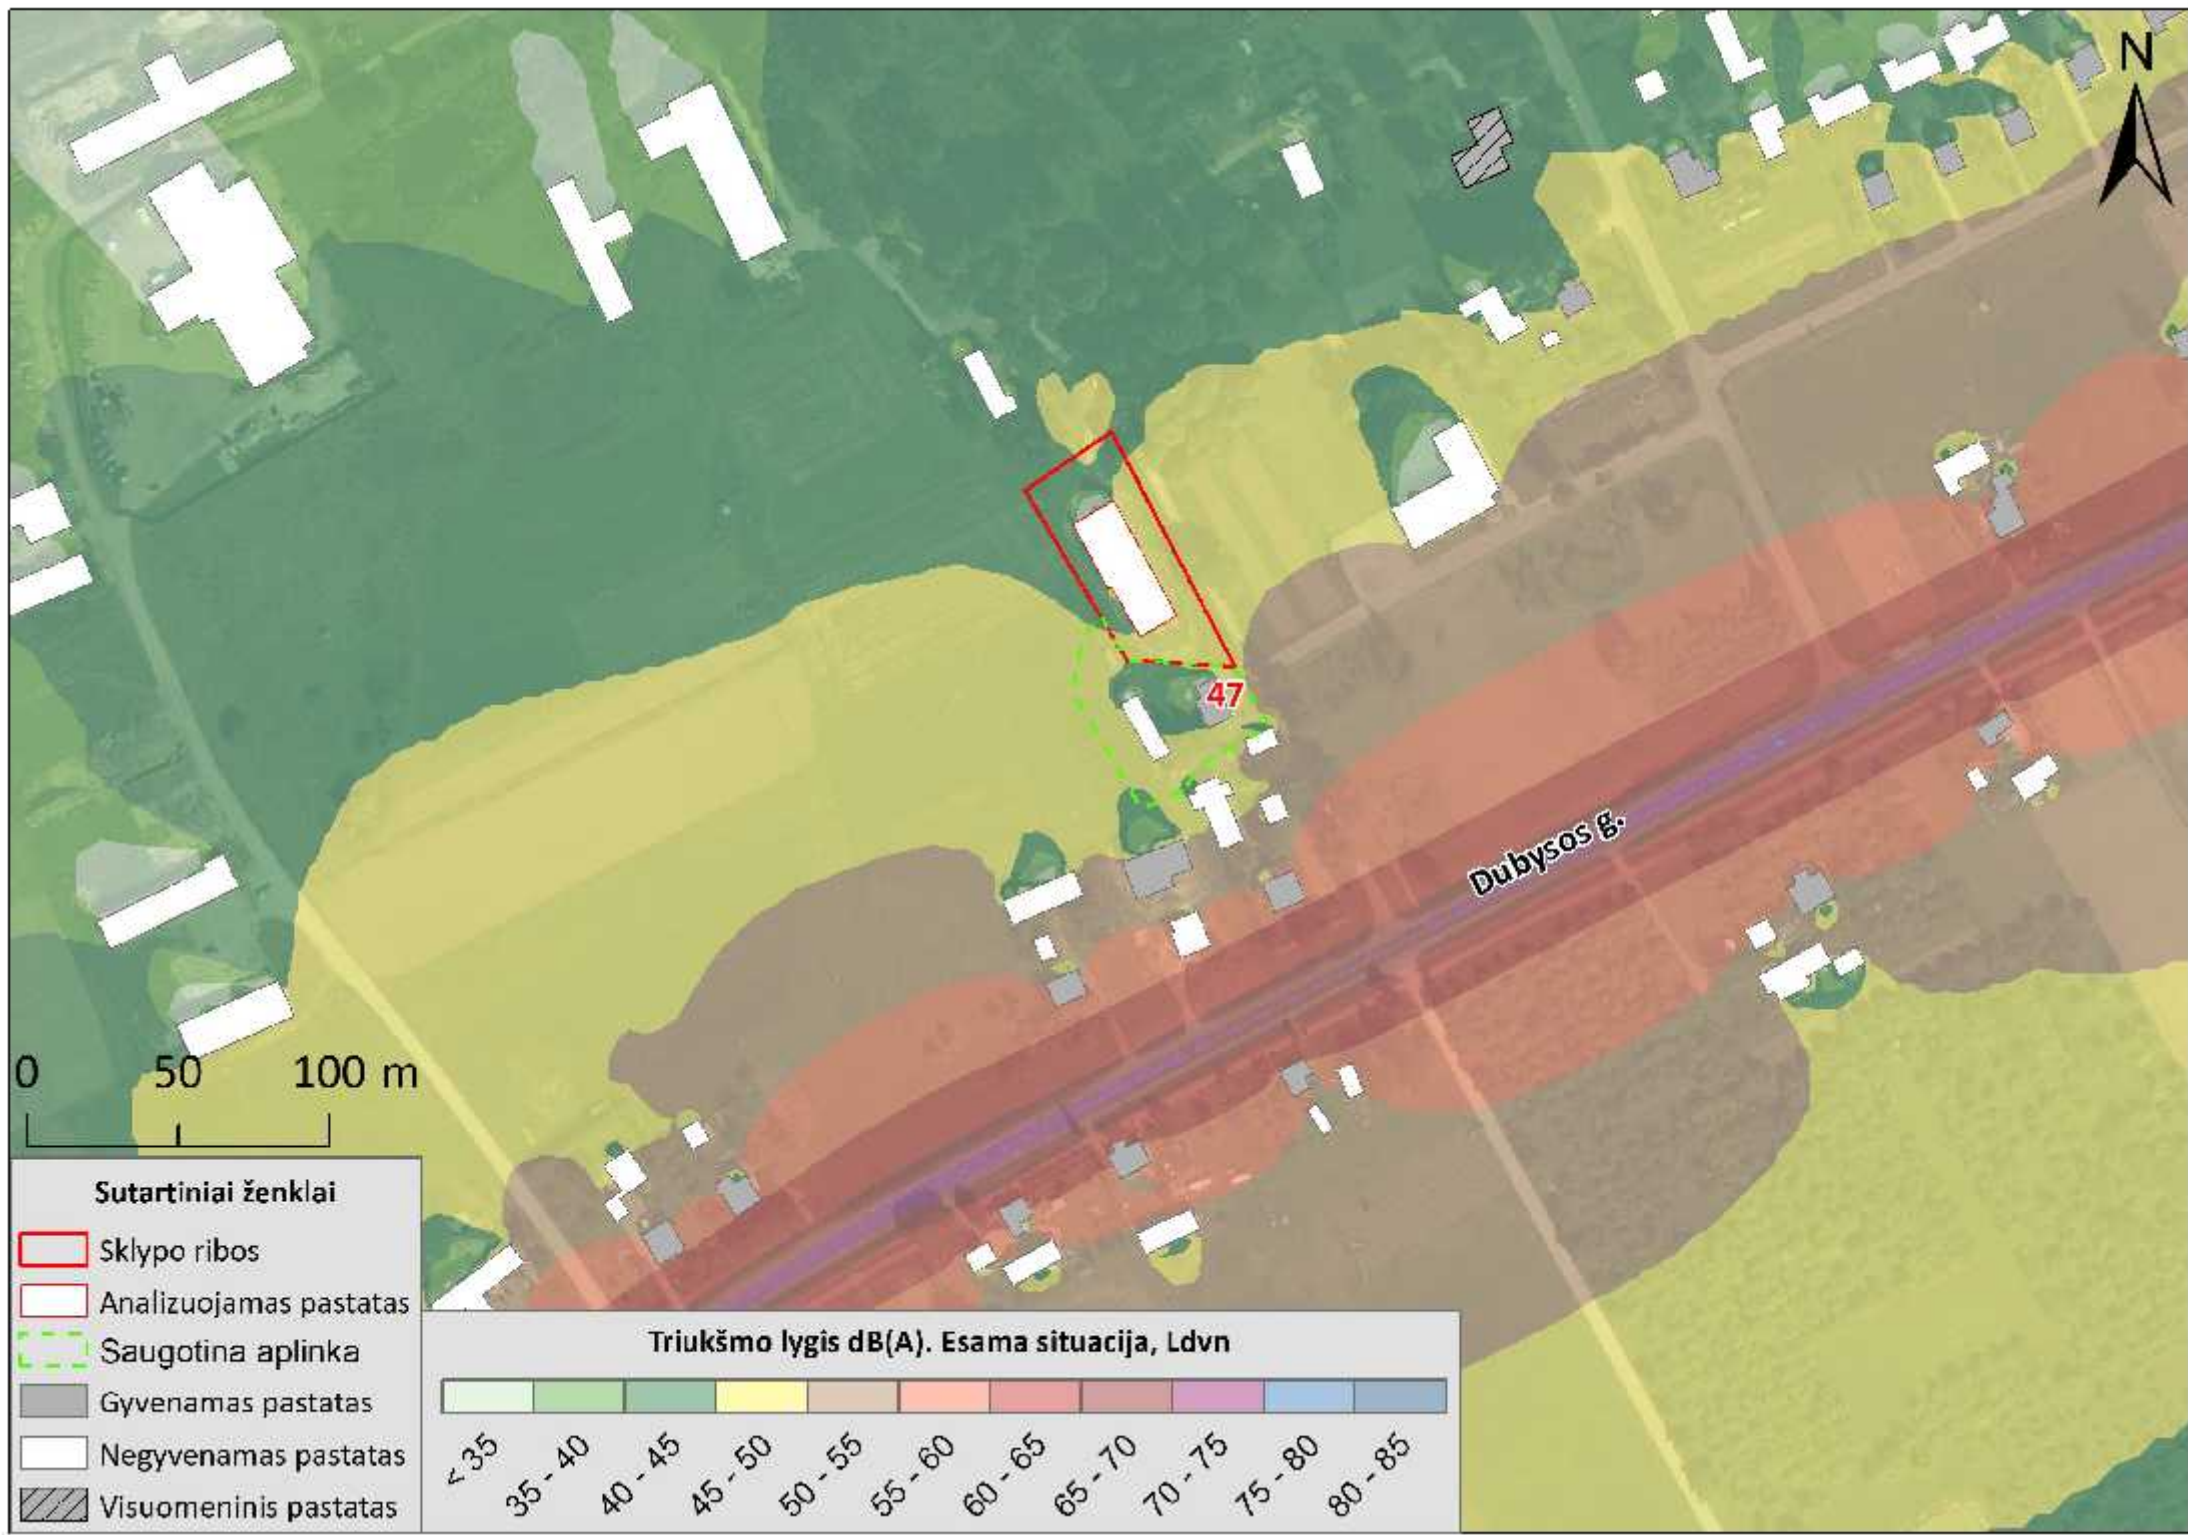 N
47
Dubysos g.
0 50 100 m
Sutartiniai ženklai
Sklypo ribos
Analizuojamas pastatas
Saugotina aplinka
Gyvenamas pastatas
Negyvenamas pastatas
Visuomeninis pastatas
Triukšmo lygis dB(A). Esama situacija, Ldvn
< 35
35 - 40
40 - 45
45 - 50
50 - 55
55 - 60
60 - 65
65 - 70
70 - 75
75 - 80
80 - 85